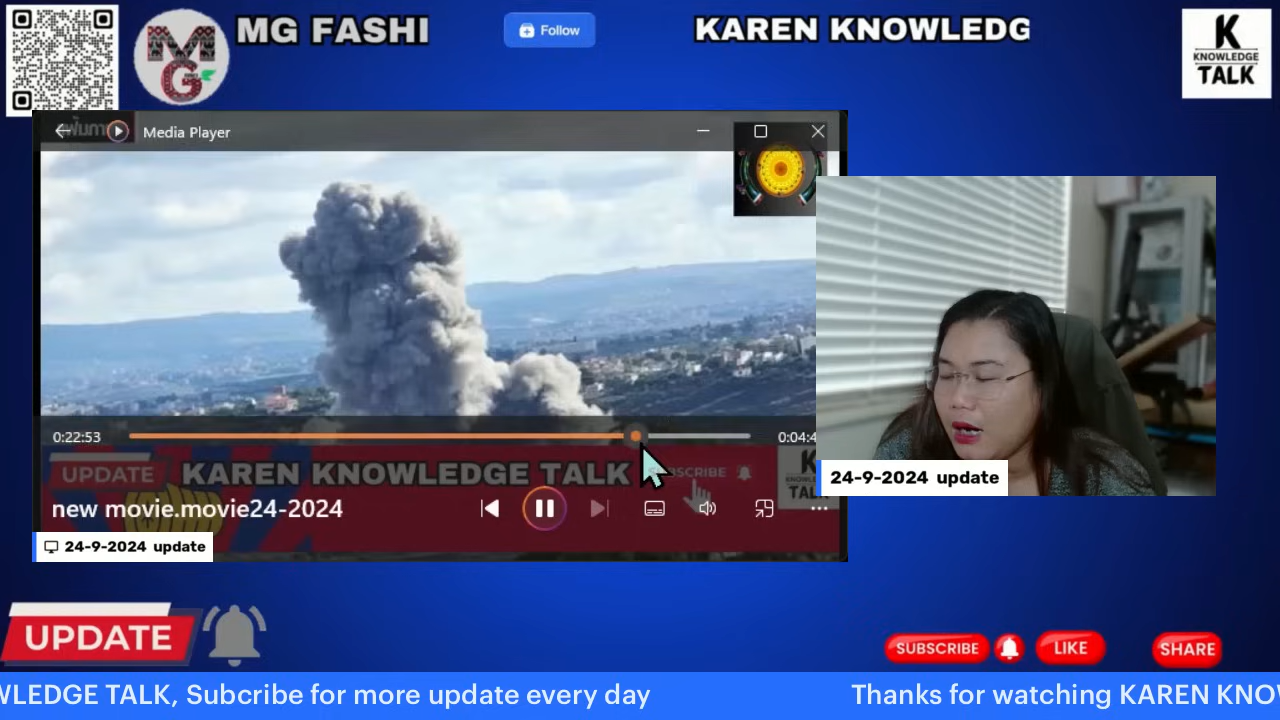 MG FASHI
Follow
KAREN KNOWLEDG
K
KNOWLEDGE
TALK
MG
Media Player
0:22:53
0:04:4
UPDATE
KAREN KNOWLEDGE TALK
SUBSCRIBE
new movie.movie24-2024
24-9-2024 update
24-9-2024 update
UPDATE
SUBSCRIBE
LIKE
SHARE
WLEDGE TALK, Subcribe for more update every day
Thanks for watching KAREN KNOW